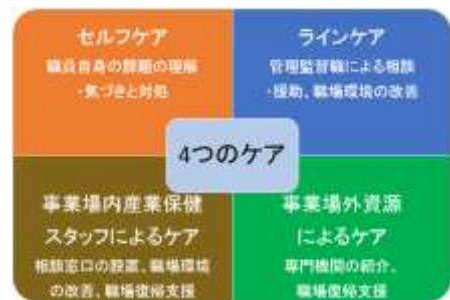 セルフケア
職員自身の課題の理解
・気づきと対処
ラインケア
管理監督職による相談
・援助、職場環境の改善
4つのケア
事業場内産業保健
スタッフによるケア
相談窓口の設置、職場環境
の改善、職場復帰支援
事業場外資源
によるケア
専門機関の紹介、
職場復帰支援